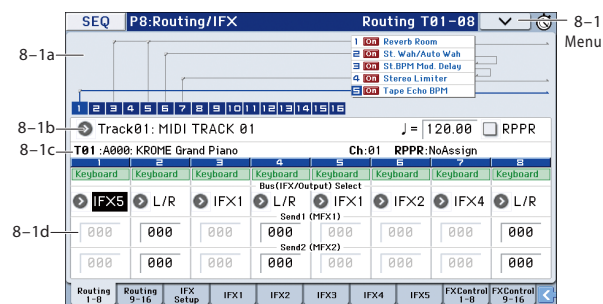 SEQ P8:Routing/IFX Routing T01-08
8-1
Menu
8-1a
1 On Reverb Room
2 On St. Wah/Auto Wah
3 On St.BPM Mod. Delay
4 On Stereo Limiter
5 On Tape Echo BPM
1 2 3 4 5 6 7 8 9 10 11 12 13 14 15 16
8-1b
Track01: MIDI TRACK 01 ♩= 120.00 RPPR
8-1c
T01 :A000: KROME Grand Piano Ch:01 RPPR:NoAssign
1 2 3 4 5 6 7 8
Keyboard Keyboard Keyboard Keyboard Keyboard Keyboard Keyboard Keyboard
Bus(IFX/Output) Select
IFX5 L/R IFX1 L/R IFX1 IFX2 IFX4 L/R
Send1 (MFX1)
8-1d
000 000 000 000 000 000 000 000
Send2 (MFX2)
000 000 000 000 000 000 000 000
Routing 1-8 Routing 9-16 IFX Setup IFX1 IFX2 IFX3 IFX4 IFX5 FXControl 1-8 FXControl 9-16